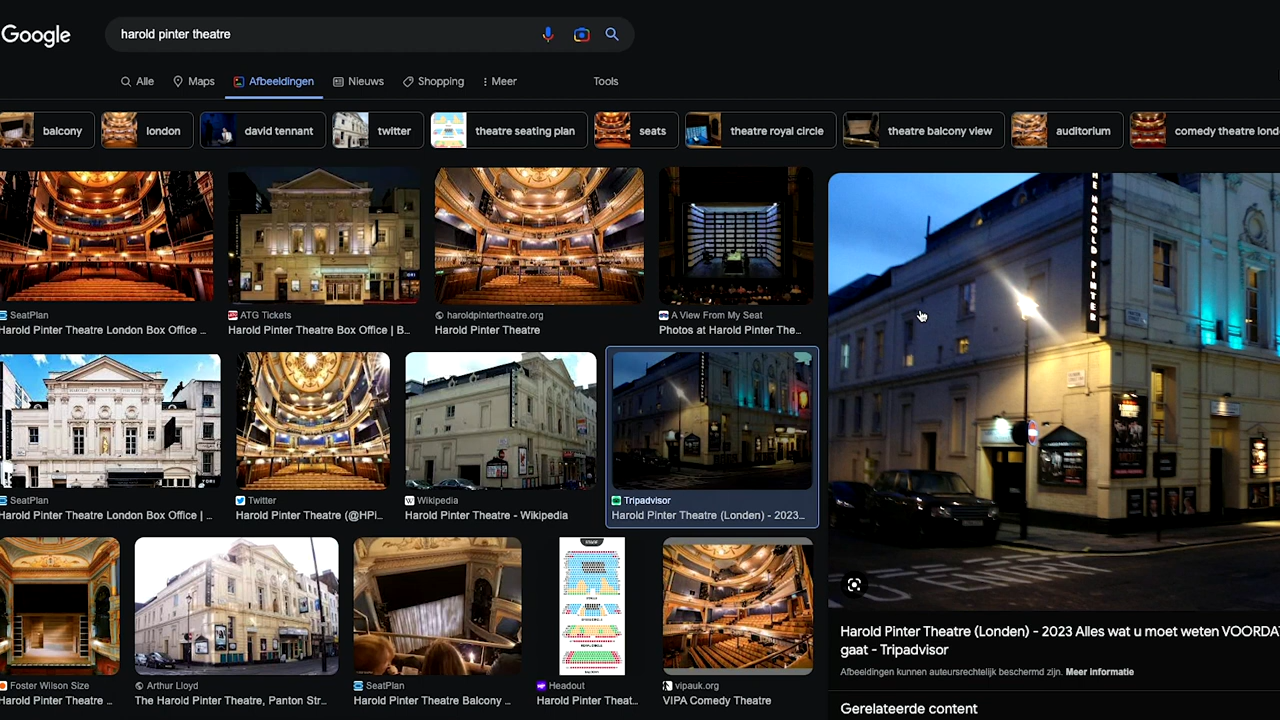 Google
harold pinter theatre
Alle
Maps
Afbeeldingen
Nieuws
Shopping
Meer
Tools
balcony
london
david tennant
twitter
theatre seating plan
seats
theatre royal circle
theatre balcony view
auditorium
comedy theatre
SeatPlan
Harold Pinter Theatre London Box Office ...
ATG Tickets
Harold Pinter Theatre Box Office | B...
haroldpintertheatre.org
Harold Pinter Theatre
A View From My Seat
Photos at Harold Pinter The...
HAROLD PINTER
SeatPlan
Harold Pinter Theatre London Box Office | ...
Twitter
Harold Pinter Theatre (@HPi...
Wikipedia
Harold Pinter Theatre - Wikipedia
Tripadvisor
Harold Pinter Theatre (Londen) - 2023...
Foster Wilson Size
Harold Pinter Theatre ...
Arthur Lloyd
The Harold Pinter Theatre, Panton Str...
SeatPlan
Harold Pinter Theatre Balcony ...
Headout
Harold Pinter Theat...
vipauk.org
VIPA Comedy Theatre
Harold Pinter Theatre (Londen) - 2023 Alles wat u moet weten
gaat - Tripadvisor
Afbeeldingen kunnen auteursrechtelijk beschermd zijn. Meer informatie
Gerelateerde content